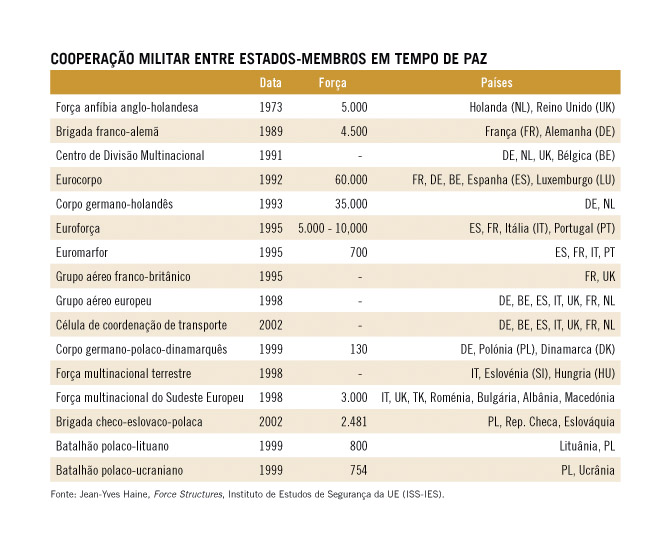 COOPERAÇÃO MILITAR ENTRE ESTADOS-MEMBROS EM TEMPO DE PAZ
Data Força Países
Força anfíbia anglo-holandesa 1973 5.000 Holanda (NL), Reino Unido (UK)
Brigada franco-alemã 1989 4.500 França (FR), Alemanha (DE)
Centro de Divisão Multinacional 1991 - DE, NL, UK, Bélgica (BE)
Eurocorpo 1992 60.000 FR, DE, BE, Espanha (ES), Luxemburgo (LU)
Corpo germano-holandês 1993 35.000 DE, NL
Euroforça 1995 5.000 - 10,000 ES, FR, Itália (IT), Portugal (PT)
Euromarfor 1995 700 ES, FR, IT, PT
Grupo aéreo franco-britânico 1995 - FR, UK
Grupo aéreo europeu 1998 - DE, BE, ES, IT, UK, FR, NL
Célula de coordenação de transporte 2002 - DE, BE, ES, IT, UK, FR, NL
Corpo germano-polaco-dinamarquês 1999 130 DE, Polónia (PL), Dinamarca (DK)
Força multinacional terrestre 1998 - IT, Eslovénia (SI), Hungria (HU)
Força multinacional do Sudeste Europeu 1998 3.000 IT, UK, TK, Roménia, Bulgária, Albânia, Macedónia
Brigada checo-eslovaco-polaca 2002 2.481 PL, Rep. Checa, Eslováquia
Batalhão polaco-lituano 1999 800 Lituânia, PL
Batalhão polaco-ucraniano 1999 754 PL, Ucrânia
Fonte: Jean-Yves Haine, Force Structures, Instituto de Estudos de Segurança da UE (ISS-IES).